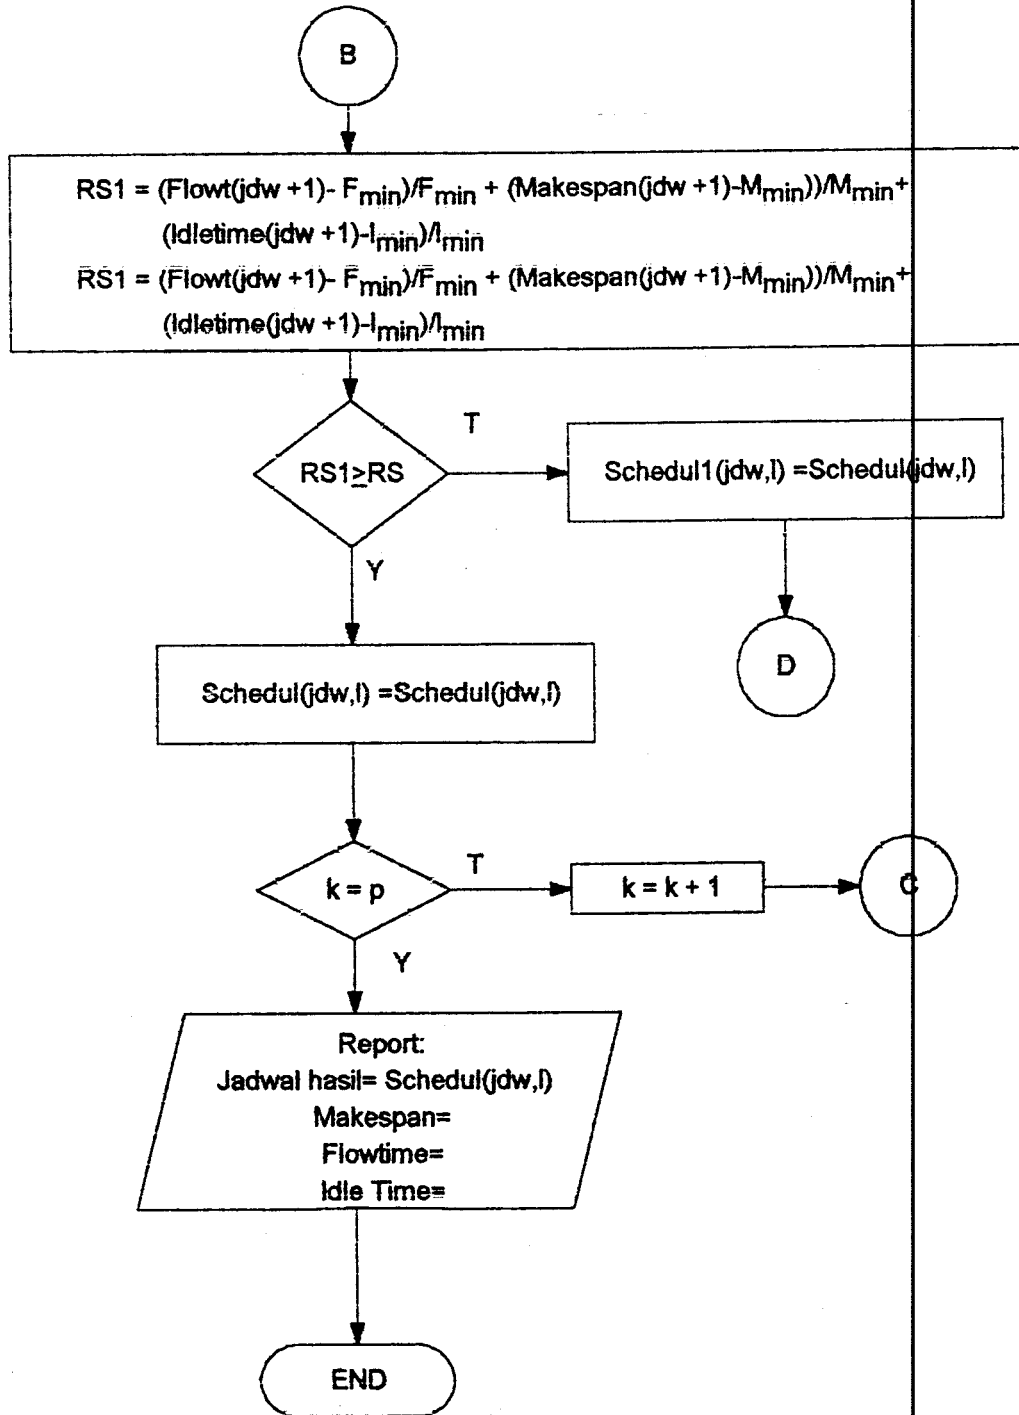 B
RS1 = (Flowt(jdw +1)- Fmin)/Fmin + (Makespan(jdw +1)-Mmin))/Mmin+
(Idletime(jdw +1)-Imin)/Imin
RS1 = (Flowt(jdw +1)- Fmin)/Fmin + (Makespan(jdw +1)-Mmin))/Mmin+
(Idletime(jdw +1)-Imin)/Imin
T
RS1≥RS
Schedul1(jdw,l) =Schedul(jdw,l)
Y
D
Schedul(jdw,l) =Schedul(jdw,l)
T
k = p
k = k + 1
C
Y
Report:
Jadwal hasil= Schedul(jdw,l)
Makespan=
Flowtime=
Idle Time=
END